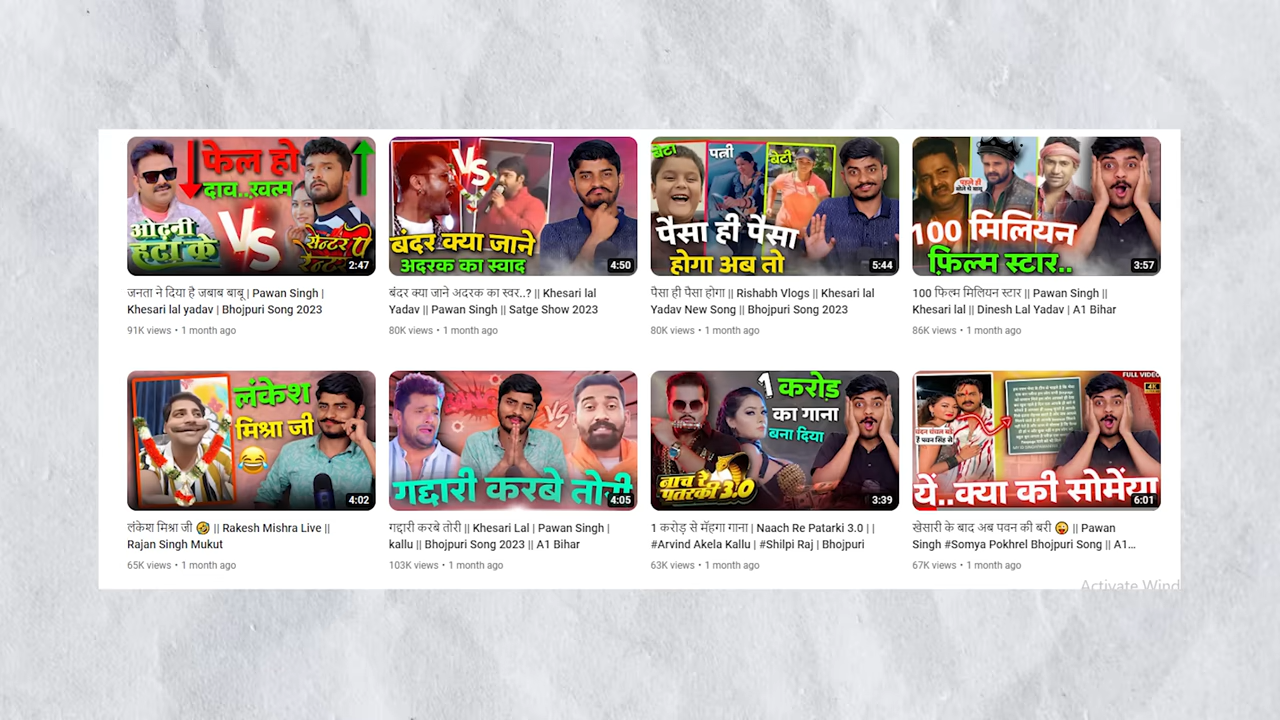 फेल हो
दाव..खत्म
ओढ़नी
हटा के
Vs
सेन्टर
सेन्टर
2:47
Vs
बंदर क्या जाने
अदरक का स्वाद
4:50
बेटा
पत्नी
बेटी
पैसा ही पैसा
होगा अब तो
5:44
100 मिलियन
फ़िल्म स्टार..
3:57
जनता ने दिया है जबाब बाबू | Pawan Singh |
Khesari lal yadav | Bhojpuri Song 2023
91K views • 1 month ago
बंदर क्या जाने अदरक का स्वर..? || Khesari lal
Yadav || Pawan Singh || Satge Show 2023
80K views • 1 month ago
पैसा ही पैसा होगा || Rishabh Vlogs || Khesari lal
Yadav New Song || Bhojpuri Song 2023
80K views • 1 month ago
100 फिल्म मिलियन स्टार || Pawan Singh ||
Khesari lal || Dinesh Lal Yadav | A1 Bihar
86K views • 1 month ago
लंकेश
मिश्रा जी
4:02
VS
गद्दारी करबे तोरी
4:05
1 करोड़
का गाना
बना दिया
नाच रे
पतरकी 3.0
3:39
FULL VIDEO
4K
यें..क्या की सोमेंया
6:01
लंकेश मिश्रा जी 🤣 || Rakesh Mishra Live ||
Rajan Singh Mukut
65K views • 1 month ago
गद्दारी करबे तोरी || Khesari Lal | Pawan Singh |
kallu || Bhojpuri Song 2023 || A1 Bihar
103K views • 1 month ago
1 करोड़ से मॅहगा गाना | Naach Re Patarki 3.0 | |
#Arvind Akela Kallu | #Shilpi Raj | Bhojpuri
63K views • 1 month ago
खेसारी के बाद अब पवन की बरी 😜 || Pawan
Singh #Somya Pokhrel Bhojpuri Song || A1...
67K views • 1 month ago
Activate Wind